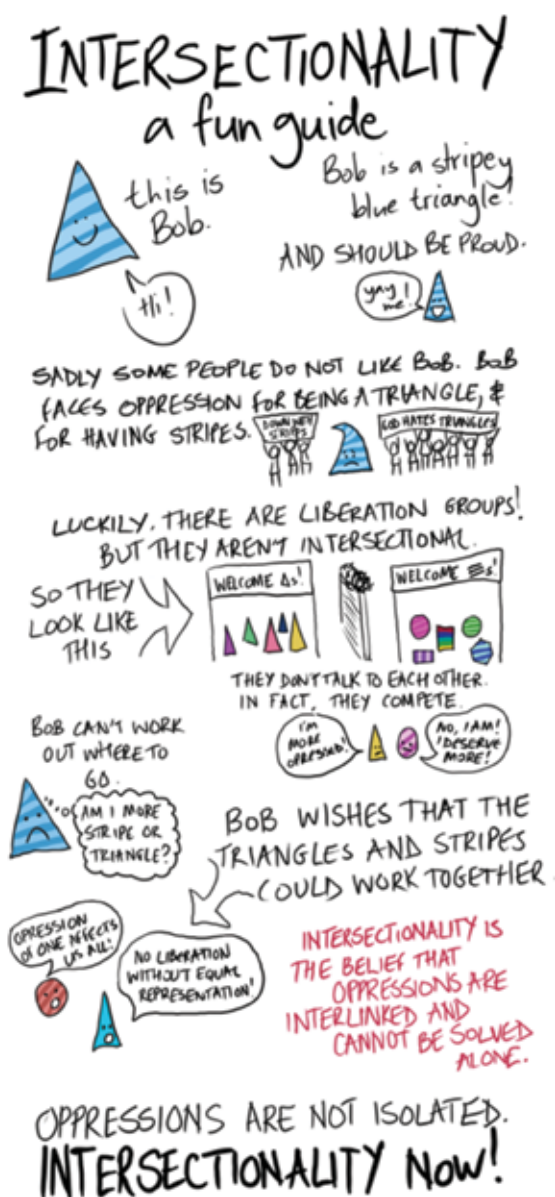 INTERSECTIONALITY
a fun guide
this is
Bob.
Hi!
Bob is a stripey
blue triangle!
AND SHOULD BE PROUD.
yay!
me!
SADLY SOME PEOPLE DO NOT LIKE BOB. BOB
FACES OPPRESSION FOR BEING A TRIANGLE, &
FOR HAVING STRIPES.
DOWN WITH
STRIPES
GOD HATES TRIANGLES
LUCKILY, THERE ARE LIBERATION GROUPS!
BUT THEY AREN'T INTERSECTIONAL.
SO THEY
LOOK LIKE
THIS
WELCOME Δs!
WELCOME s!
THEY DON'T TALK TO EACH OTHER.
IN FACT, THEY COMPETE.
I'M
MORE
OPRESSED!
NO, I AM!
I DESERVE
MORE!
BOB CAN'T WORK
OUT WHERE TO
GO.
AM I MORE
STRIPE OR
TRIANGLE?
BOB WISHES THAT THE
TRIANGLES AND STRIPES
COULD WORK TOGETHER.
OPRESSION
OF ONE AFFECTS
US ALL!
NO LIBERATION
WITHOUT EQUAL
REPRESENTATION!
INTERSECTIONALITY IS
THE BELIEF THAT
OPPRESSIONS ARE
INTERLINKED AND
CANNOT BE SOLVED
ALONE.
OPPRESSIONS ARE NOT ISOLATED.
INTERSECTIONALITY NOW!